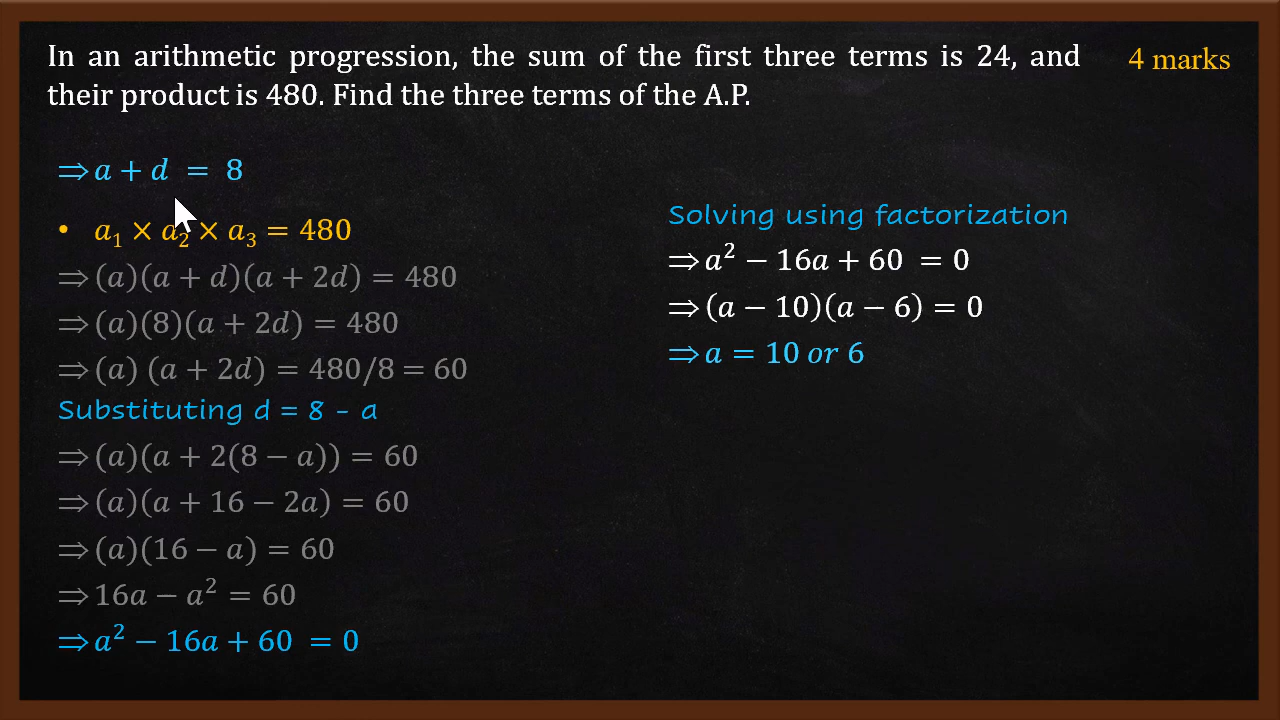 In an arithmetic progression, the sum of the first three terms is 24, and
their product is 480. Find the three terms of the A.P.
4 marks
⇒ a + d = 8
• a₁ × a₂ × a₃ = 480
⇒ (a)(a + d)(a + 2d) = 480
⇒ (a)(8)(a + 2d) = 480
⇒ (a) (a + 2d) = 480/8 = 60
Substituting d = 8 - a
⇒ (a)(a + 2(8 − a)) = 60
⇒ (a)(a + 16 − 2a) = 60
⇒ (a)(16 − a) = 60
⇒ 16a − a² = 60
⇒ a² − 16a + 60 = 0
Solving using factorization
⇒ a² − 16a + 60 = 0
⇒ (a − 10)(a − 6) = 0
⇒ a = 10 or 6